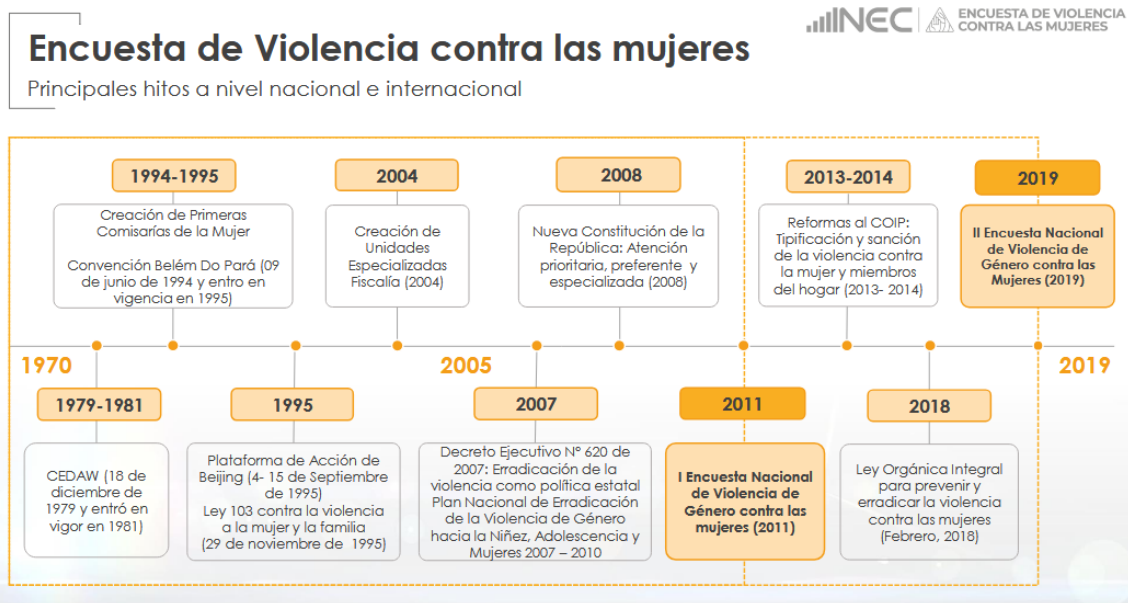 INEC
ENCUESTA DE VIOLENCIA
CONTRA LAS MUJERES
Encuesta de Violencia contra las mujeres
Principales hitos a nivel nacional e internacional
1994-1995
Creación de Primeras
Comisarías de la Mujer
Convención Belém Do Pará (09
de junio de 1994 y entro en
vigencia en 1995)
2004
Creación de
Unidades
Especializadas
Fiscalía (2004)
2008
Nueva Constitución de la
República: Atención
prioritaria, preferente y
especializada (2008)
2013-2014
Reformas al COIP:
Tipificación y sanción
de la violencia contra
la mujer y miembros
del hogar (2013- 2014)
2019
II Encuesta Nacional
de Violencia de
Género contra las
Mujeres (2019)
1970
2005
2019
1979-1981
CEDAW (18 de
diciembre de
1979 y entró en
vigor en 1981)
1995
Plataforma de Acción de
Beijing (4- 15 de Septiembre
de 1995)
Ley 103 contra la violencia
a la mujer y la familia
(29 de noviembre de 1995)
2007
Decreto Ejecutivo Nº 620 de
2007: Erradicación de la
violencia como política estatal
Plan Nacional de Erradicación
de la Violencia de Género
hacia la Niñez, Adolescencia y
Mujeres 2007 – 2010
2011
I Encuesta Nacional
de Violencia de
Género contra las
mujeres (2011)
2018
Ley Orgánica Integral
para prevenir y
erradicar la violencia
contra las mujeres
(Febrero, 2018)